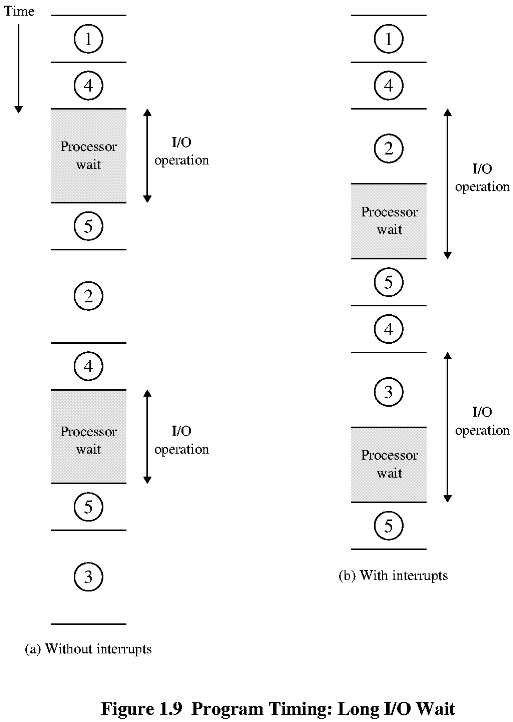 Time
1
4
Processor
wait
I/O
operation
5
2
4
Processor
wait
I/O
operation
5
3
(a) Without interrupts
1
4
2
I/O
operation
Processor
wait
5
4
3
I/O
operation
Processor
wait
5
(b) With interrupts
Figure 1.9 Program Timing: Long I/O Wait